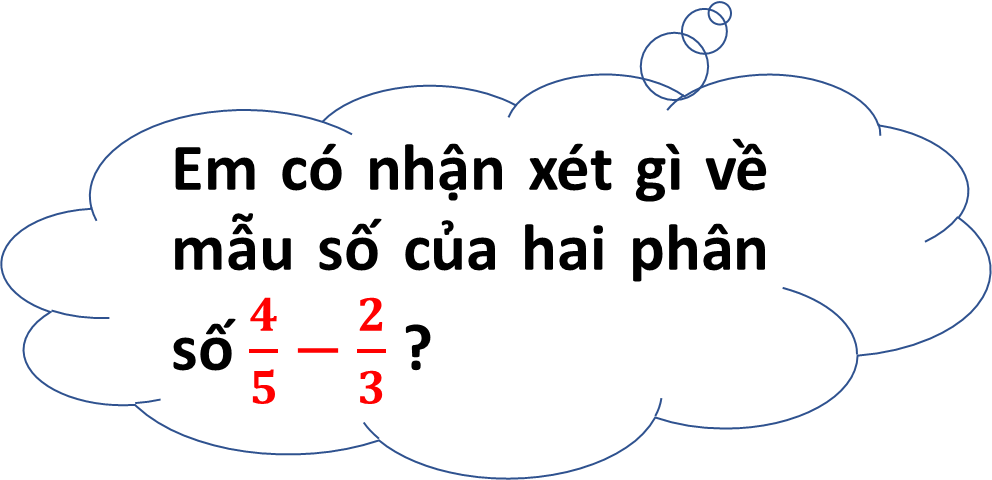 Em có nhận xét gì về
mẫu số của hai phân
số 4/5 − 2/3 ?